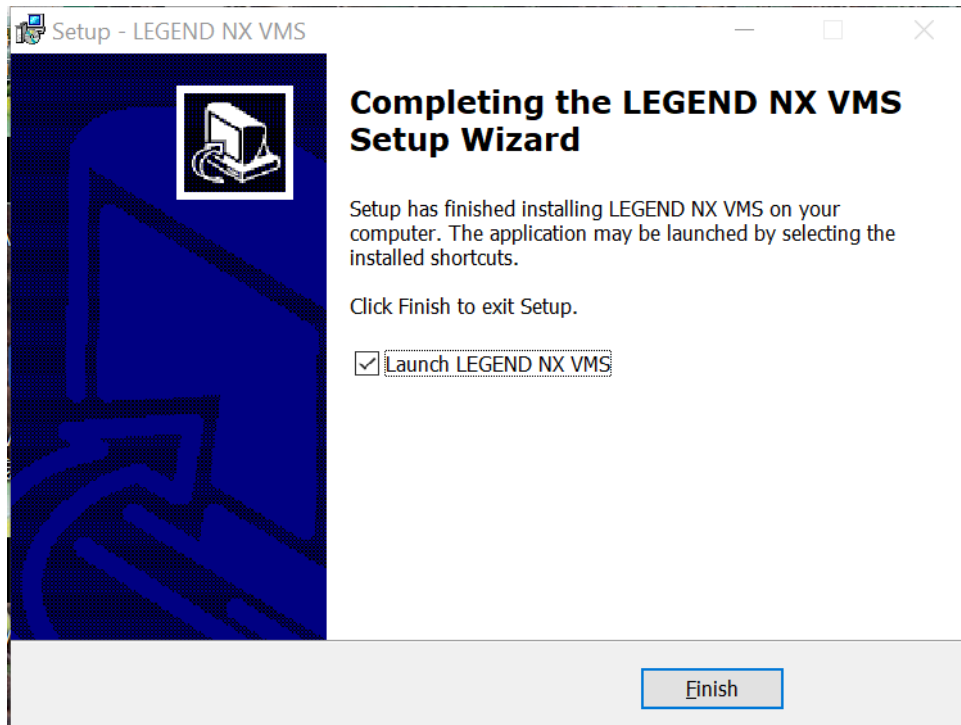 Setup - LEGEND NX VMS
Completing the LEGEND NX VMS
Setup Wizard
Setup has finished installing LEGEND NX VMS on your
computer. The application may be launched by selecting the
installed shortcuts.
Click Finish to exit Setup.
Launch LEGEND NX VMS
Finish